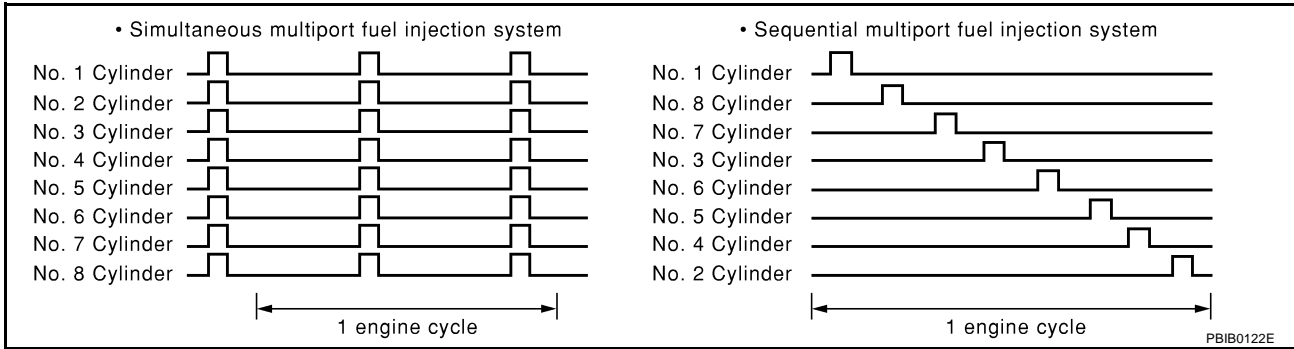 • Simultaneous multiport fuel injection system
No. 1 Cylinder
No. 2 Cylinder
No. 3 Cylinder
No. 4 Cylinder
No. 5 Cylinder
No. 6 Cylinder
No. 7 Cylinder
No. 8 Cylinder
1 engine cycle
• Sequential multiport fuel injection system
No. 1 Cylinder
No. 8 Cylinder
No. 7 Cylinder
No. 3 Cylinder
No. 6 Cylinder
No. 5 Cylinder
No. 4 Cylinder
No. 2 Cylinder
1 engine cycle
PBIB0122E